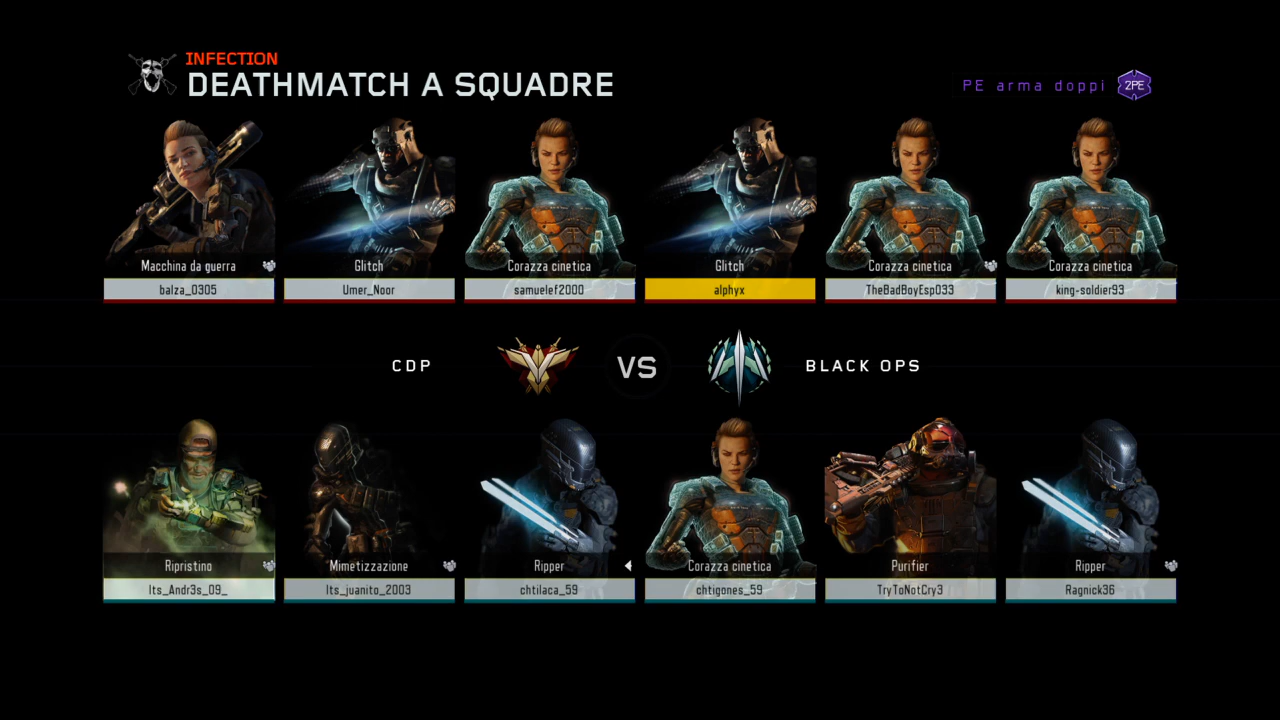 INFECTION
DEATHMATCH A SQUADRE
PE arma doppi 2PE
Macchina da guerra
Glitch
Corazza cinetica
Glitch
Corazza cinetica
Corazza cinetica
balza_0305
Umer_Noor
samuelef2000
alphyx
TheBadBoyEsp033
king-soldier93
CDP
VS
BLACK OPS
Ripristino
Mimetizzazione
Ripper
Corazza cinetica
Purifier
Ripper
Its_Andr3s_09_
Its_juanito_2003
chtilaca_59
chtigones_59
TryToNotCry3
Ragnick36